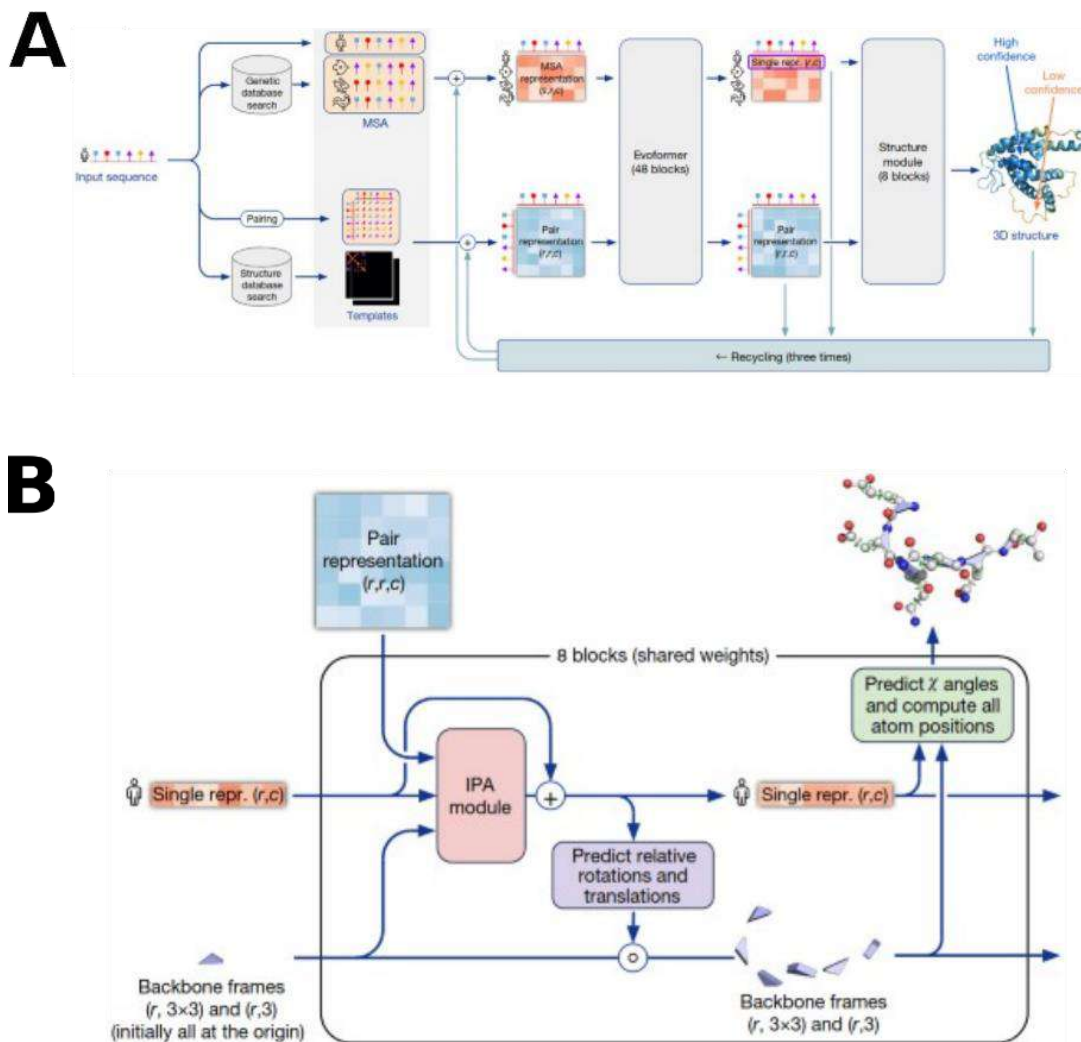 A
Genetic
database
search
MSA
Input sequence
Pairing
Structure
database
search
Templates
MSA
representation
(s,r,c)
Pair
representation
(r,r,c)
Evoformer
(48 blocks)
Single repr. (r,c)
Pair
representation
(r,r,c)
Structure
module
(8 blocks)
High
confidence
Low
confidence
3D structure
← Recycling (three times)
B
Pair
representation
(r,r,c)
8 blocks (shared weights)
Predict χ angles
and compute all
atom positions
Single repr. (r,c)
IPA
module
+
Single repr. (r,c)
Predict relative
rotations and
translations
Backbone frames
(r, 3×3) and (r,3)
(initially all at the origin)
Backbone frames
(r, 3×3) and (r,3)